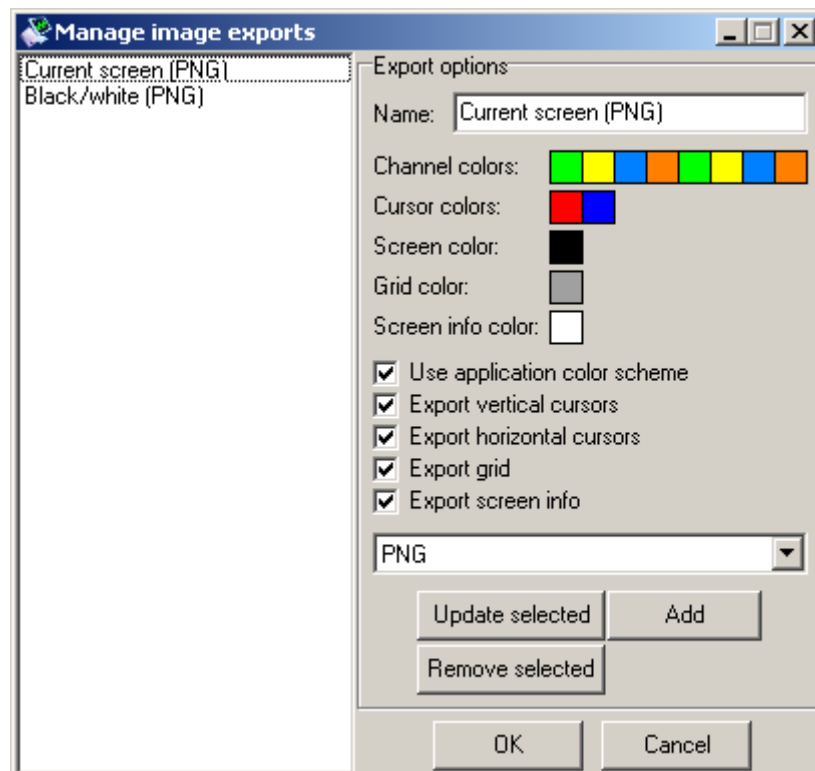 Manage image exports
Current screen (PNG)
Black/white (PNG)
Export options
Name: Current screen (PNG)
Channel colors:
Cursor colors:
Screen color:
Grid color:
Screen info color:
Use application color scheme
Export vertical cursors
Export horizontal cursors
Export grid
Export screen info
PNG
Update selected Add
Remove selected
OK Cancel